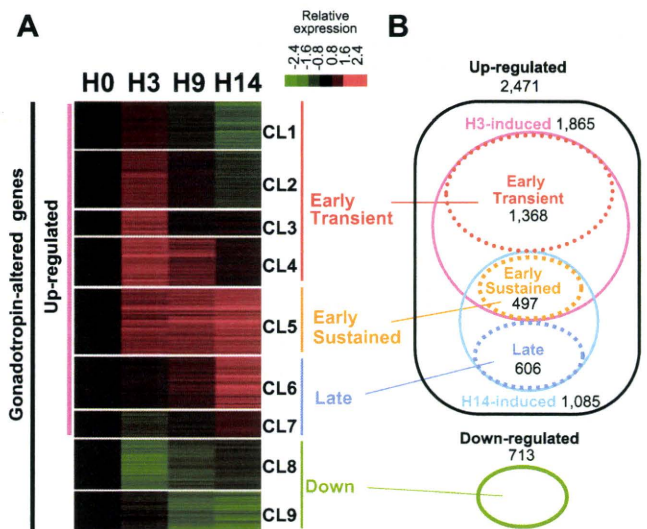 A
Relative
expression
-2.4
-1.6
-0.8
0.8
1.6
2.4
B
H0 H3 H9 H14
Gonadotropin-altered genes
Up-regulated
CL1
CL2
CL3
CL4
CL5
CL6
CL7
CL8
CL9
Early
Transient
Early
Sustained
Late
Down
Up-regulated
2,471
H3-induced 1,865
Early
Transient
1,368
Early
Sustained
497
Late
606
H14-induced 1,085
Down-regulated
713